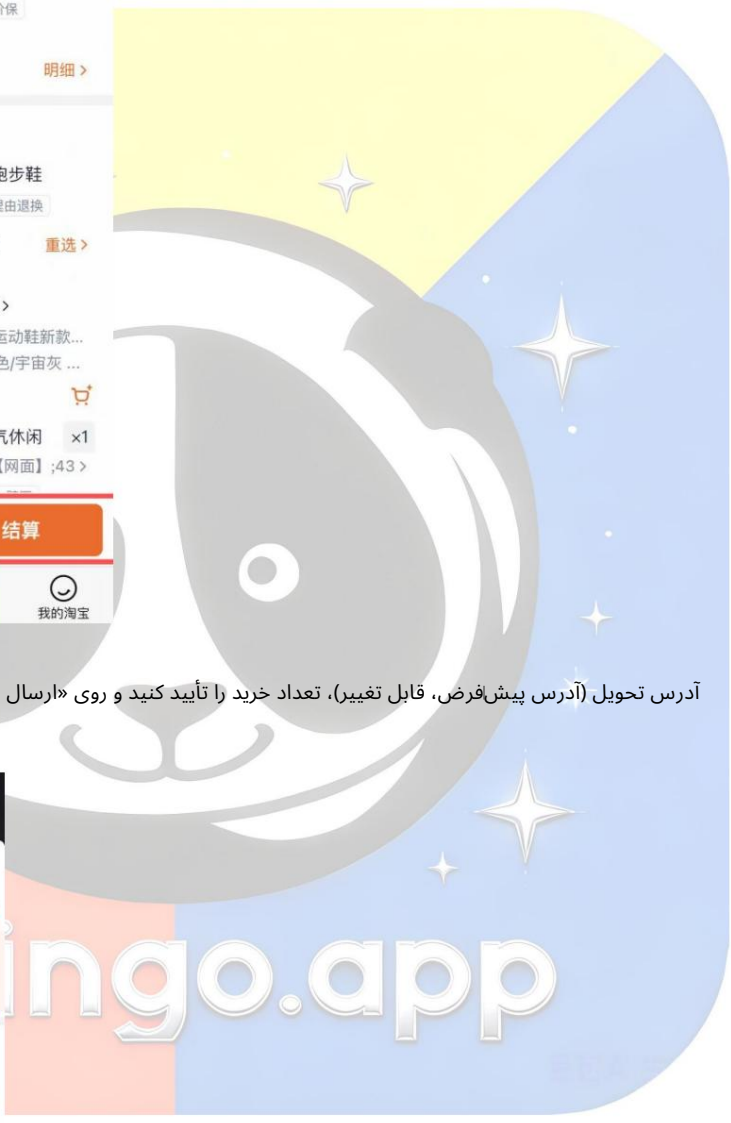 价保
明细 >
跑步鞋
理由退换
重选 >
>
运动鞋新款...
色/宇宙灰 ...
气休闲 ×1
【网面】;43 >
结算
我的淘宝
آدرس تحویل (آدرس پیش‌فرض، قابل تغییر)، تعداد خرید را تأیید کنید و روی «ارسال
ingo.app